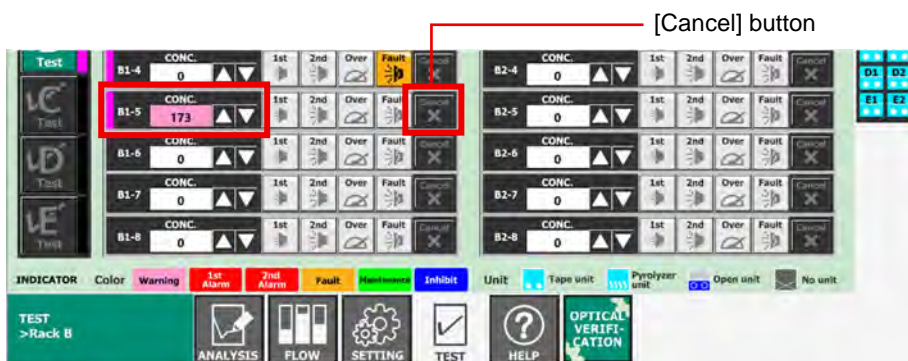 [Cancel] button
Test
B1-4 CONC. 0 1st 2nd Over Fault Cancel
B2-4 CONC. 0 1st 2nd Over Fault Cancel
D1 D2
C Test
B1-5 CONC. 173 1st 2nd Over Fault Cancel
B2-5 CONC. 0 1st 2nd Over Fault Cancel
E1 E2
D Test
B1-6 CONC. 0 1st 2nd Over Fault Cancel
B2-6 CONC. 0 1st 2nd Over Fault Cancel
B1-7 CONC. 0 1st 2nd Over Fault Cancel
B2-7 CONC. 0 1st 2nd Over Fault Cancel
E Test
B1-8 CONC. 0 1st 2nd Over Fault Cancel
B2-8 CONC. 0 1st 2nd Over Fault Cancel
INDICATOR Color Warning 1st Alarm 2nd Alarm Fault Maintenance Inhibit Unit Tape unit Pyrolyzer unit Open unit No unit
TEST
>Rack B
ANALYSIS FLOW SETTING TEST HELP
OPTICAL
VERIFI-
CATION